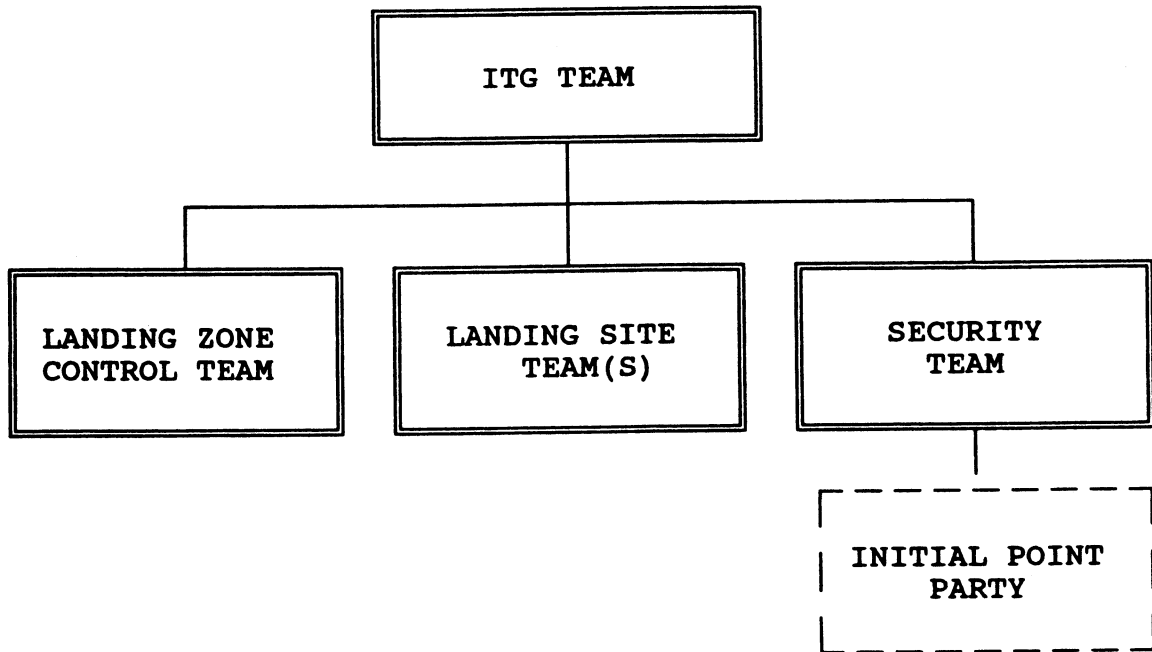 ITG TEAM
LANDING ZONE
CONTROL TEAM
LANDING SITE
TEAM(S)
SECURITY
TEAM
INITIAL POINT
PARTY